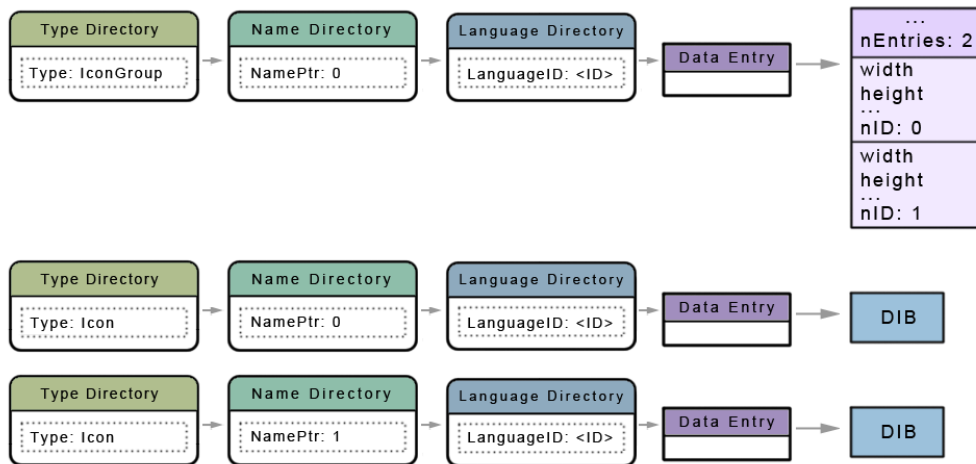 Type Directory
Type: IconGroup
Name Directory
NamePtr: 0
Language Directory
LanguageID: <ID>
Data Entry
...
nEntries: 2
width
height
...
nID: 0
width
height
...
nID: 1
Type Directory
Type: Icon
Name Directory
NamePtr: 0
Language Directory
LanguageID: <ID>
Data Entry
DIB
Type Directory
Type: Icon
Name Directory
NamePtr: 1
Language Directory
LanguageID: <ID>
Data Entry
DIB